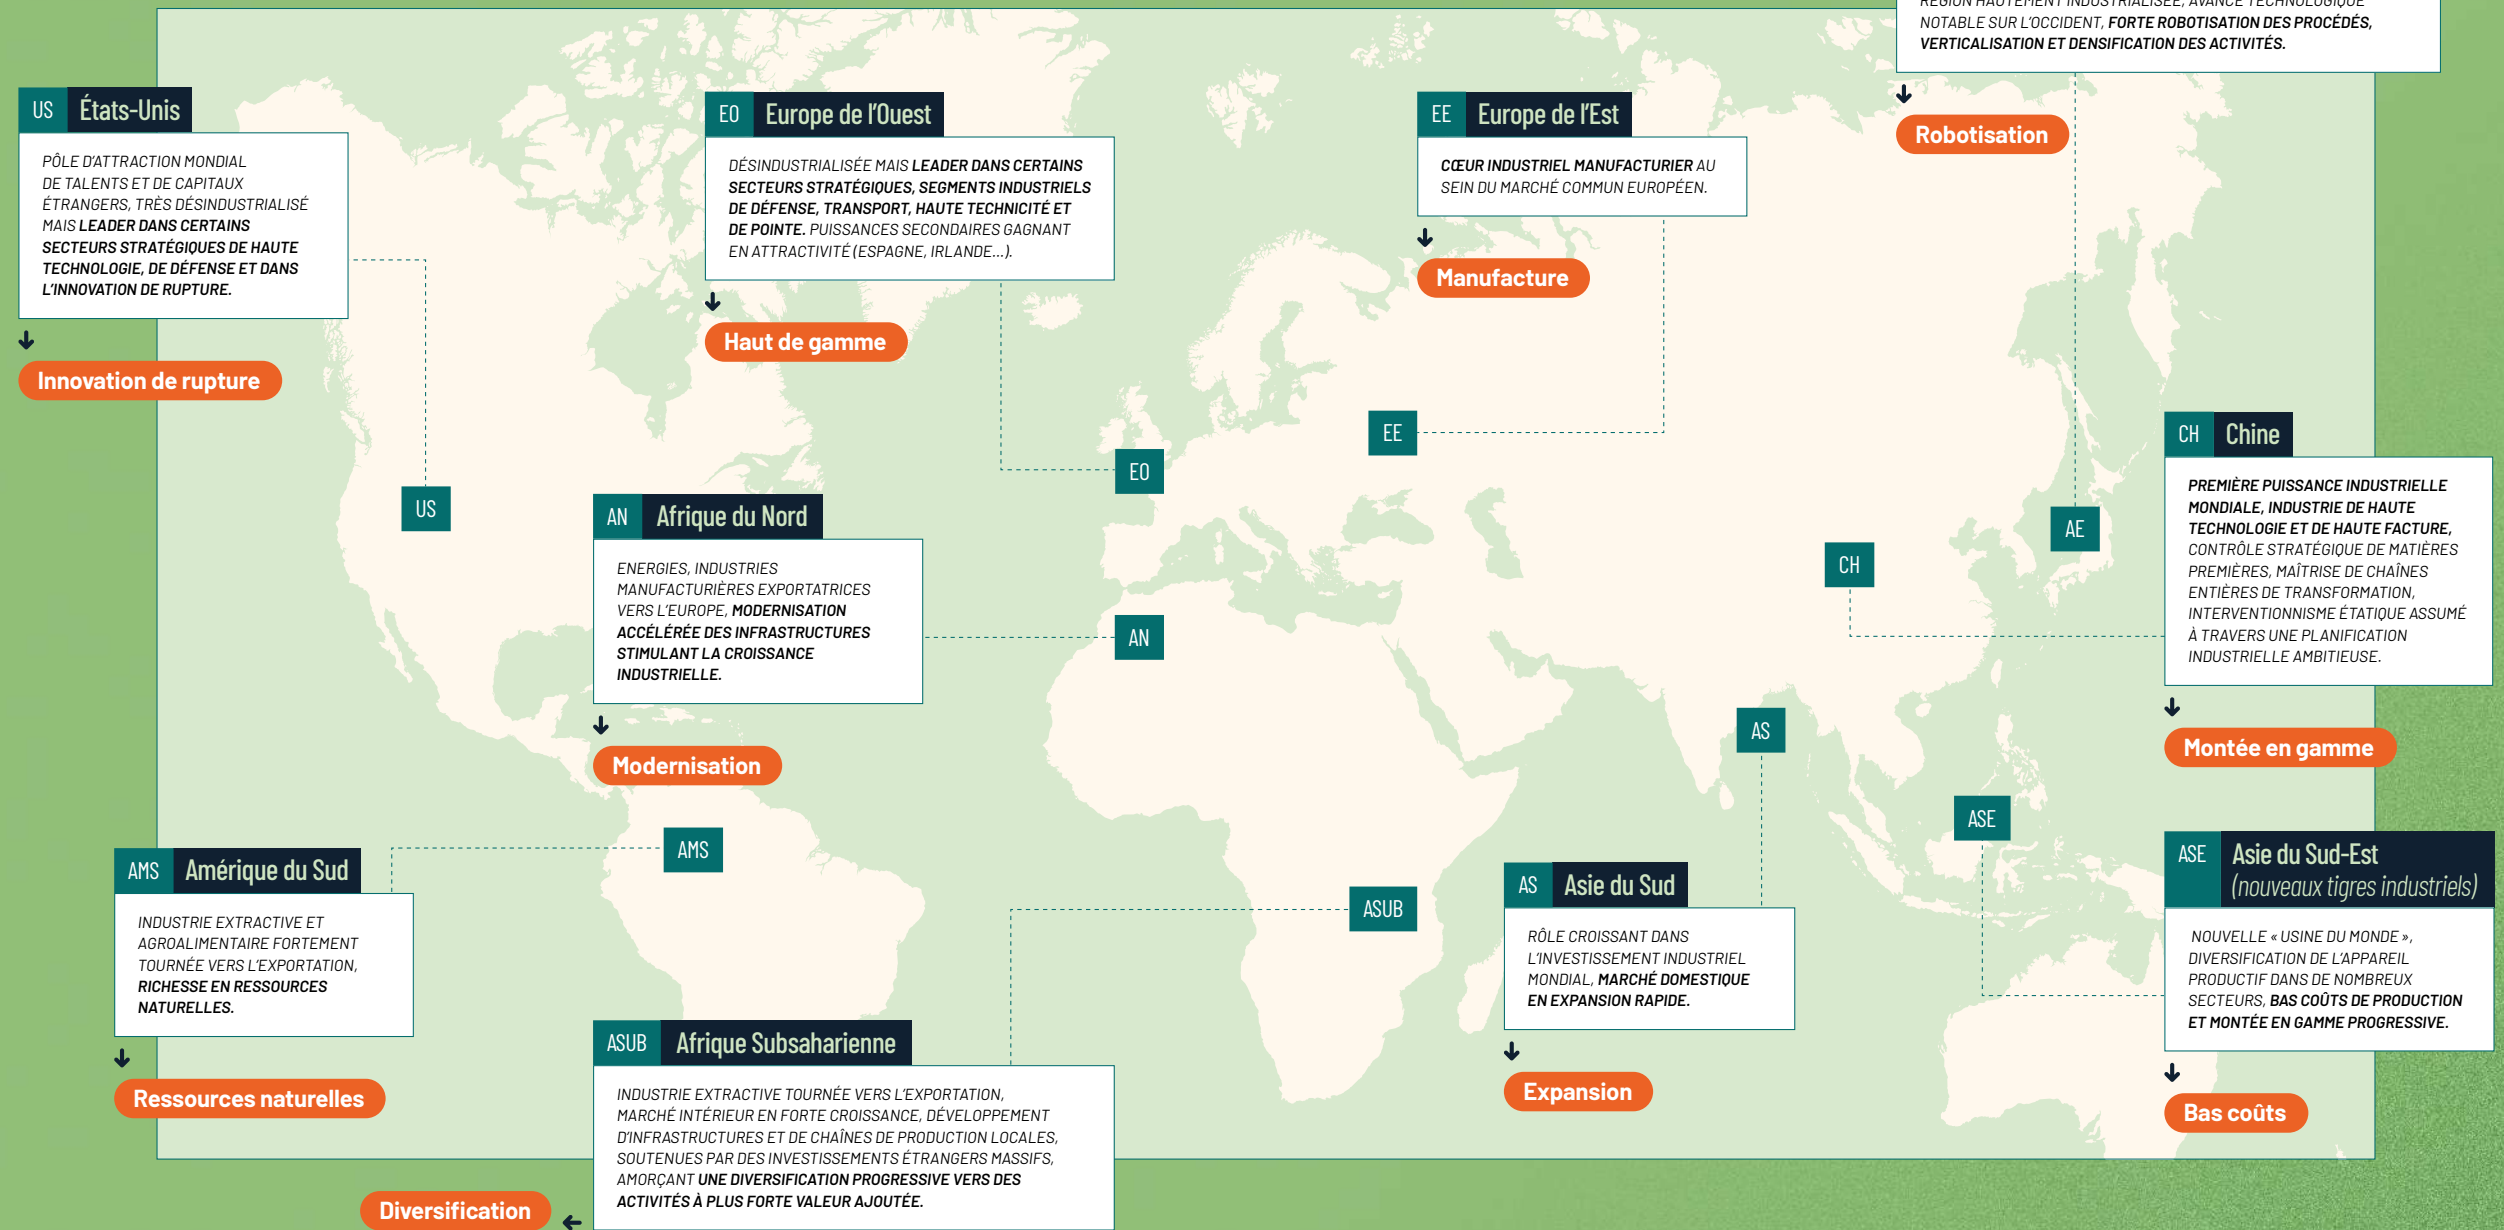 RÉGION HAUTEMENT INDUSTRIALISÉE, AVANCE TECHNOLOGIQUE
NOTABLE SUR L'OCCIDENT, FORTE ROBOTISATION DES PROCÉDÉS,
VERTICALISATION ET DENSIFICATION DES ACTIVITÉS.
Robotisation
US États-Unis
PÔLE D'ATTRACTION MONDIAL
DE TALENTS ET DE CAPITAUX
ÉTRANGERS, TRÈS DÉSINDUSTRIALISÉ
MAIS LEADER DANS CERTAINS
SECTEURS STRATÉGIQUES DE HAUTE
TECHNOLOGIE, DE DÉFENSE ET DANS
L'INNOVATION DE RUPTURE.
Innovation de rupture
EO Europe de l'Ouest
DÉSINDUSTRIALISÉE MAIS LEADER DANS CERTAINS
SECTEURS STRATÉGIQUES, SEGMENTS INDUSTRIELS
DE DÉFENSE, TRANSPORT, HAUTE TECHNICITÉ ET
DE POINTE. PUISSANCES SECONDAIRES GAGNANT
EN ATTRACTIVITÉ (ESPAGNE, IRLANDE...).
Haut de gamme
EE Europe de l'Est
CŒUR INDUSTRIEL MANUFACTURIER AU
SEIN DU MARCHÉ COMMUN EUROPÉEN.
Manufacture
EE
EO
US
AE
CH
AN
AS
ASE
AMS
ASUB
CH Chine
PREMIÈRE PUISSANCE INDUSTRIELLE
MONDIALE, INDUSTRIE DE HAUTE
TECHNOLOGIE ET DE HAUTE FACTURE,
CONTRÔLE STRATÉGIQUE DE MATIÈRES
PREMIÈRES, MAÎTRISE DE CHAÎNES
ENTIÈRES DE TRANSFORMATION,
INTERVENTIONNISME ÉTATIQUE ASSUMÉ
À TRAVERS UNE PLANIFICATION
INDUSTRIELLE AMBITIEUSE.
Montée en gamme
AN Afrique du Nord
ENERGIES, INDUSTRIES
MANUFACTURIÈRES EXPORTATRICES
VERS L'EUROPE, MODERNISATION
ACCÉLÉRÉE DES INFRASTRUCTURES
STIMULANT LA CROISSANCE
INDUSTRIELLE.
Modernisation
AMS Amérique du Sud
INDUSTRIE EXTRACTIVE ET
AGROALIMENTAIRE FORTEMENT
TOURNÉE VERS L'EXPORTATION,
RICHESSE EN RESSOURCES
NATURELLES.
Ressources naturelles
AS Asie du Sud
RÔLE CROISSANT DANS
L'INVESTISSEMENT INDUSTRIEL
MONDIAL, MARCHÉ DOMESTIQUE
EN EXPANSION RAPIDE.
Expansion
ASE Asie du Sud-Est
(nouveaux tigres industriels)
NOUVELLE « USINE DU MONDE »,
DIVERSIFICATION DE L'APPAREIL
PRODUCTIF DANS DE NOMBREUX
SECTEURS, BAS COÛTS DE PRODUCTION
ET MONTÉE EN GAMME PROGRESSIVE.
Bas coûts
ASUB Afrique Subsaharienne
INDUSTRIE EXTRACTIVE TOURNÉE VERS L'EXPORTATION,
MARCHÉ INTÉRIEUR EN FORTE CROISSANCE, DÉVELOPPEMENT
D'INFRASTRUCTURES ET DE CHAÎNES DE PRODUCTION LOCALES,
SOUTENUES PAR DES INVESTISSEMENTS ÉTRANGERS MASSIFS,
AMORÇANT UNE DIVERSIFICATION PROGRESSIVE VERS DES
ACTIVITÉS À PLUS FORTE VALEUR AJOUTÉE.
Diversification